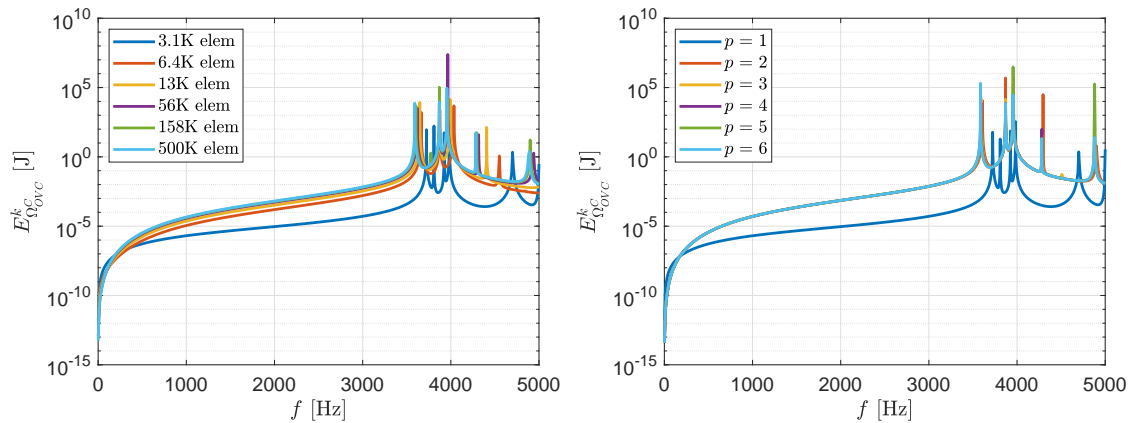 10^10
10^5
10^0
10^-5
10^-10
10^-15
E^k_{Ω^C_{OVC}} [J]
3.1K elem
6.4K elem
13K elem
56K elem
158K elem
500K elem
0 1000 2000 3000 4000 5000
f [Hz]
10^10
10^5
10^0
10^-5
10^-10
10^-15
E^k_{Ω^C_{OVC}} [J]
p = 1
p = 2
p = 3
p = 4
p = 5
p = 6
0 1000 2000 3000 4000 5000
f [Hz]